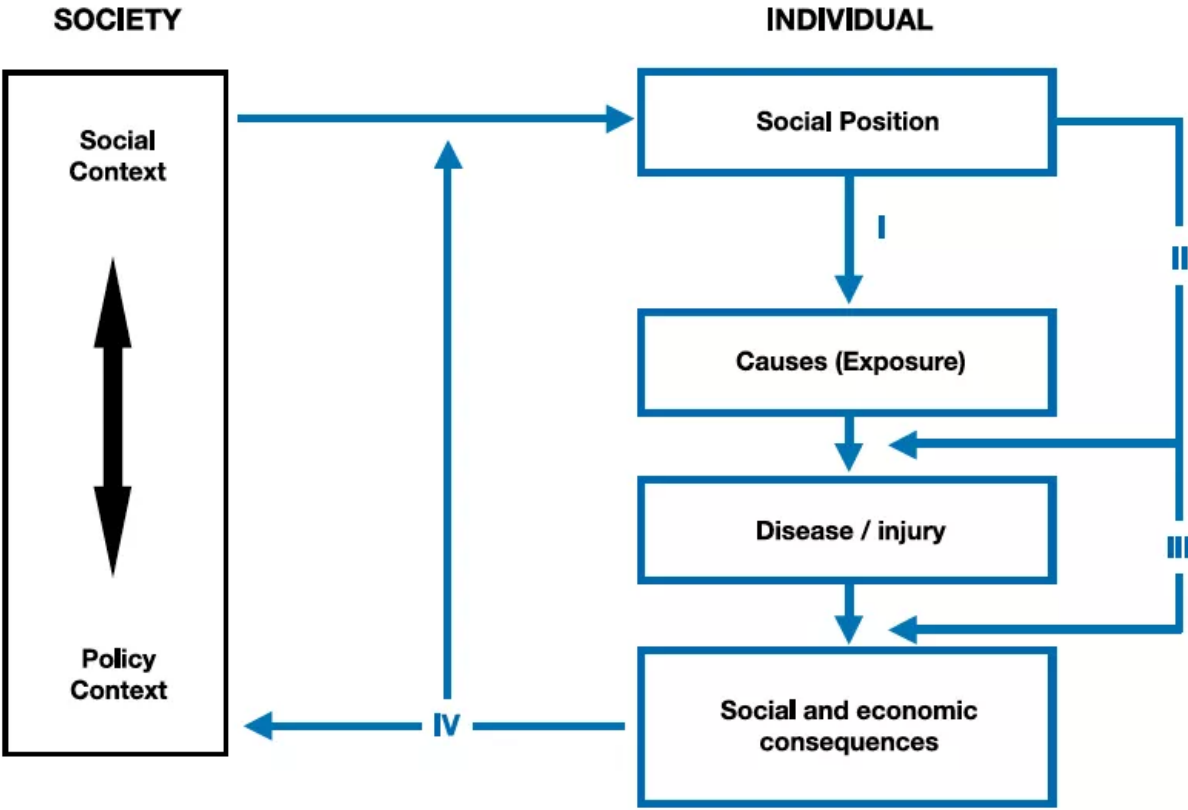 SOCIETY
INDIVIDUAL
Social
Context
Social Position
I
II
Causes (Exposure)
Disease / injury
III
Policy
Context
Social and economic
consequences
IV